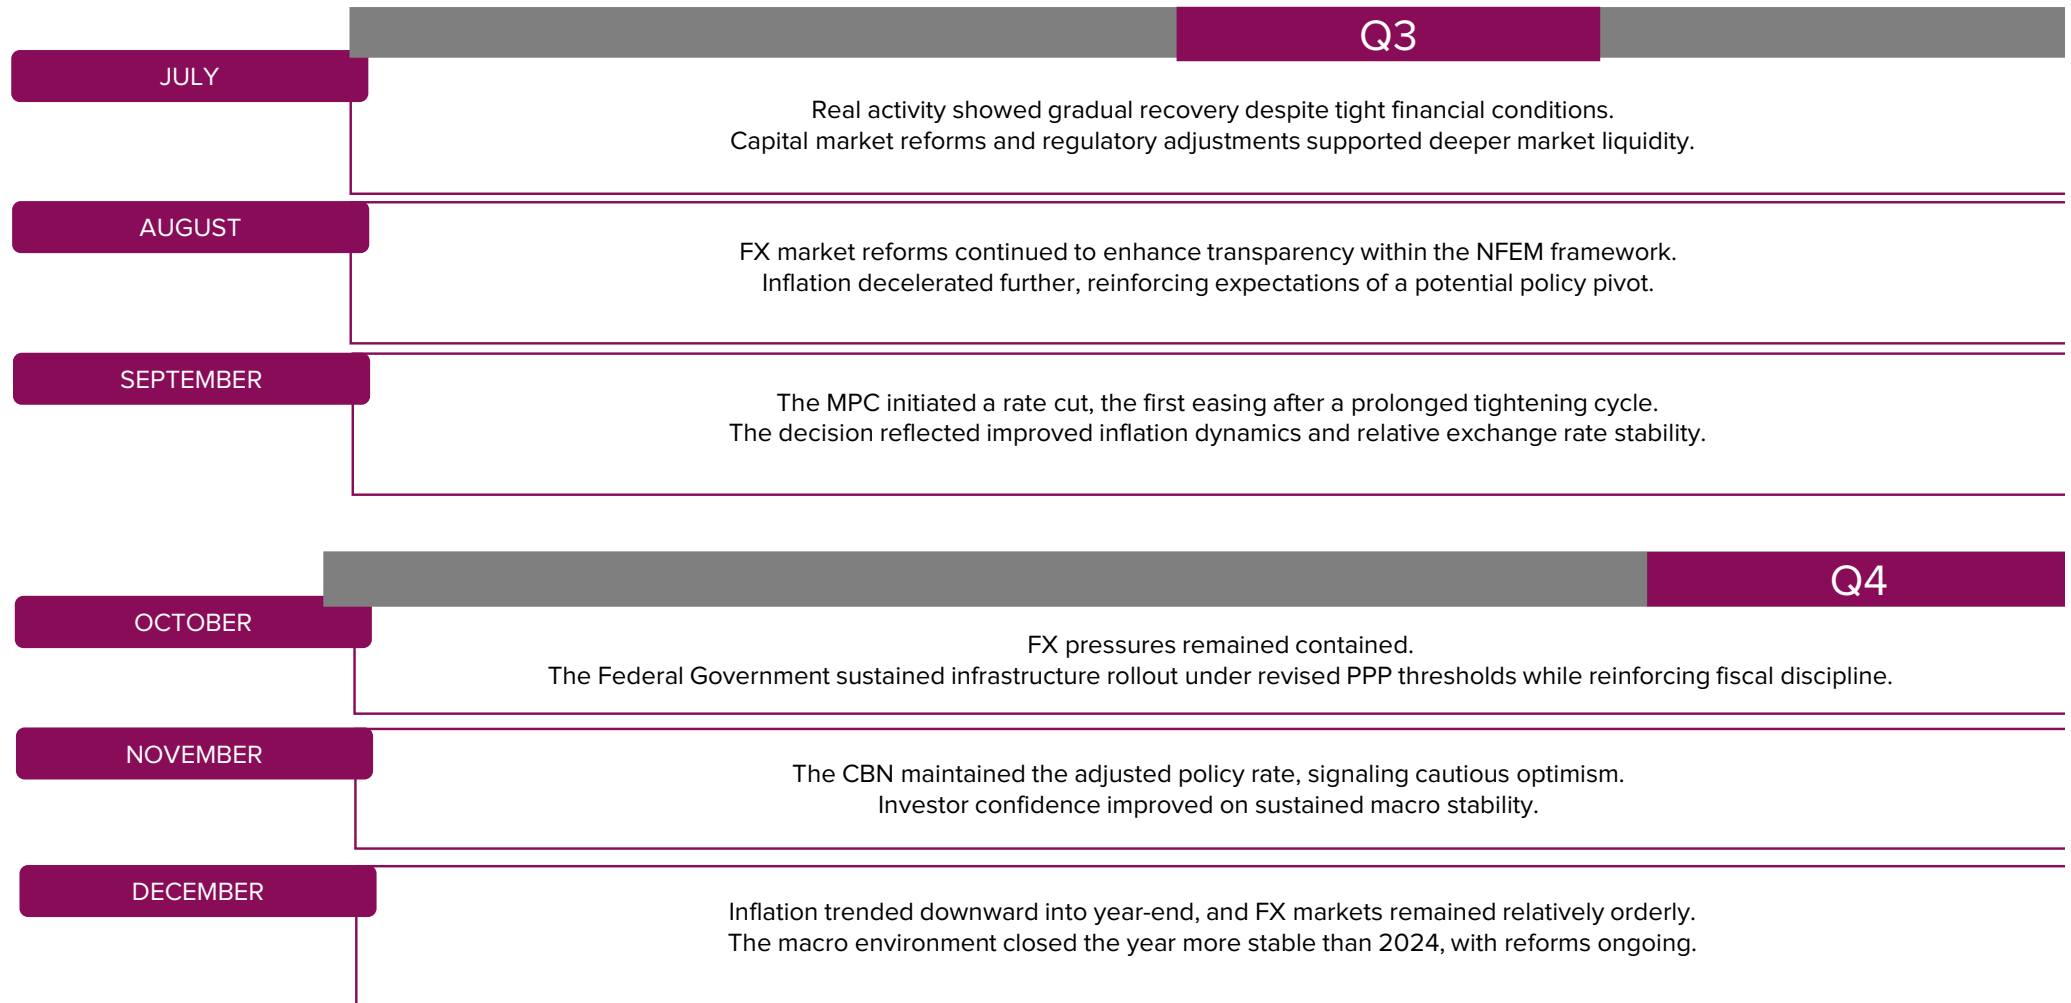 Q3
JULY
Real activity showed gradual recovery despite tight financial conditions.
Capital market reforms and regulatory adjustments supported deeper market liquidity.
AUGUST
FX market reforms continued to enhance transparency within the NFEM framework.
Inflation decelerated further, reinforcing expectations of a potential policy pivot.
SEPTEMBER
The MPC initiated a rate cut, the first easing after a prolonged tightening cycle.
The decision reflected improved inflation dynamics and relative exchange rate stability.
Q4
OCTOBER
FX pressures remained contained.
The Federal Government sustained infrastructure rollout under revised PPP thresholds while reinforcing fiscal discipline.
NOVEMBER
The CBN maintained the adjusted policy rate, signaling cautious optimism.
Investor confidence improved on sustained macro stability.
DECEMBER
Inflation trended downward into year-end, and FX markets remained relatively orderly.
The macro environment closed the year more stable than 2024, with reforms ongoing.